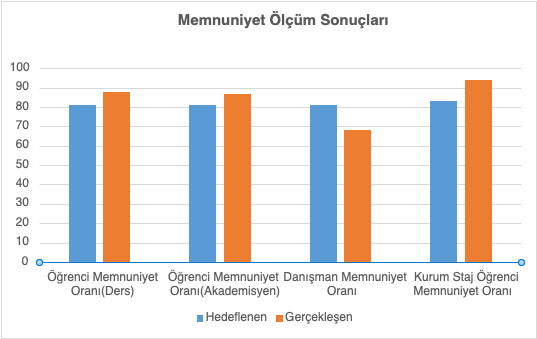 Memnuniyet Ölçüm Sonuçları
100
90
80
70
60
50
40
30
20
10
0
Öğrenci Memnuniyet
Oranı(Ders)
Öğrenci Memnuniyet
Oranı(Akademisyen)
Danışman Memnuniyet
Oranı
Kurum Staj Öğrenci
Memnuniyet Oranı
Hedeflenen
Gerçekleşen